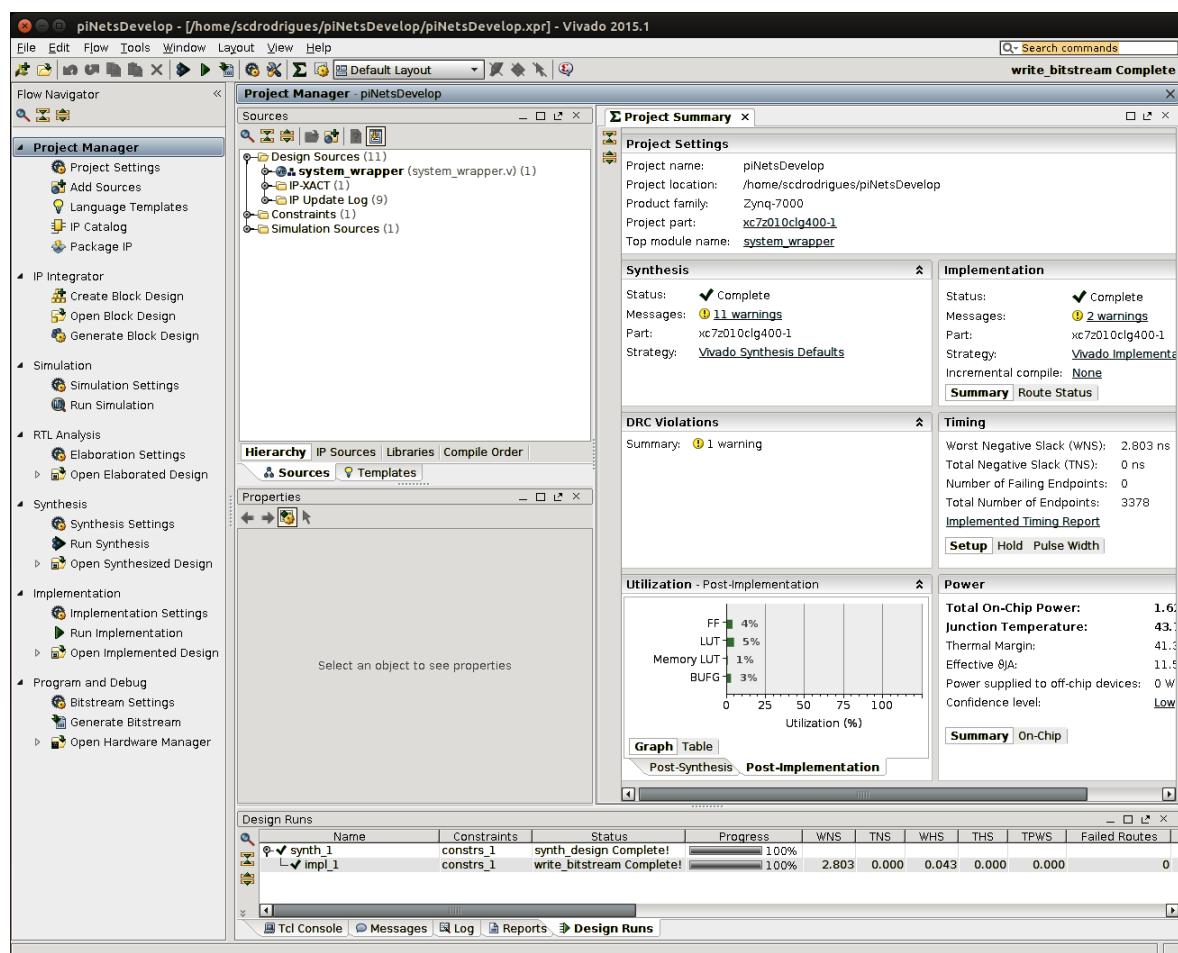 piNetsDevelop - [/home/scdrodrigues/piNetsDevelop/piNetsDevelop.xpr] - Vivado 2015.1
File Edit Flow Tools Window Layout View Help
Search commands
Default Layout
write_bitstream Complete
Flow Navigator
Project Manager
Project Settings
Add Sources
Language Templates
IP Catalog
Package IP
IP Integrator
Create Block Design
Open Block Design
Generate Block Design
Simulation
Simulation Settings
Run Simulation
RTL Analysis
Elaboration Settings
Open Elaborated Design
Synthesis
Synthesis Settings
Run Synthesis
Open Synthesized Design
Implementation
Implementation Settings
Run Implementation
Open Implemented Design
Program and Debug
Bitstream Settings
Generate Bitstream
Open Hardware Manager
Project Manager - piNetsDevelop
Sources
Design Sources (11)
system_wrapper (system_wrapper.v) (1)
IP-XACT (1)
IP Update Log (9)
Constraints (1)
Simulation Sources (1)
Hierarchy IP Sources Libraries Compile Order
Sources Templates
Properties
Select an object to see properties
Σ Project Summary
Project Settings
Project name: piNetsDevelop
Project location: /home/scdrodrigues/piNetsDevelop
Product family: Zynq-7000
Project part: xc7z010clg400-1
Top module name: system_wrapper
Synthesis
Status: Complete
Messages: 11 warnings
Part: xc7z010clg400-1
Strategy: Vivado Synthesis Defaults
Implementation
Status: Complete
Messages: 2 warnings
Part: xc7z010clg400-1
Strategy: Vivado Implementa
Incremental compile: None
Summary Route Status
DRC Violations
Summary: 1 warning
Timing
Worst Negative Slack (WNS): 2.803 ns
Total Negative Slack (TNS): 0 ns
Number of Failing Endpoints: 0
Total Number of Endpoints: 3378
Implemented Timing Report
Setup Hold Pulse Width
Utilization - Post-Implementation
FF 4%
LUT 5%
Memory LUT 1%
BUFG 3%
0 25 50 75 100
Utilization (%)
Graph Table
Post-Synthesis Post-Implementation
Power
Total On-Chip Power: 1.6
Junction Temperature: 43.
Thermal Margin: 41.
Effective θJA: 11.5
Power supplied to off-chip devices: 0 W
Confidence level: Low
Summary On-Chip
Design Runs
Name Constraints Status Progress WNS TNS WHS THS TPWS Failed Routes
synth_1 constrs_1 synth_design Complete! 100%
impl_1 constrs_1 write_bitstream Complete! 100% 2.803 0.000 0.043 0.000 0.000 0
Tcl Console Messages Log Reports Design Runs